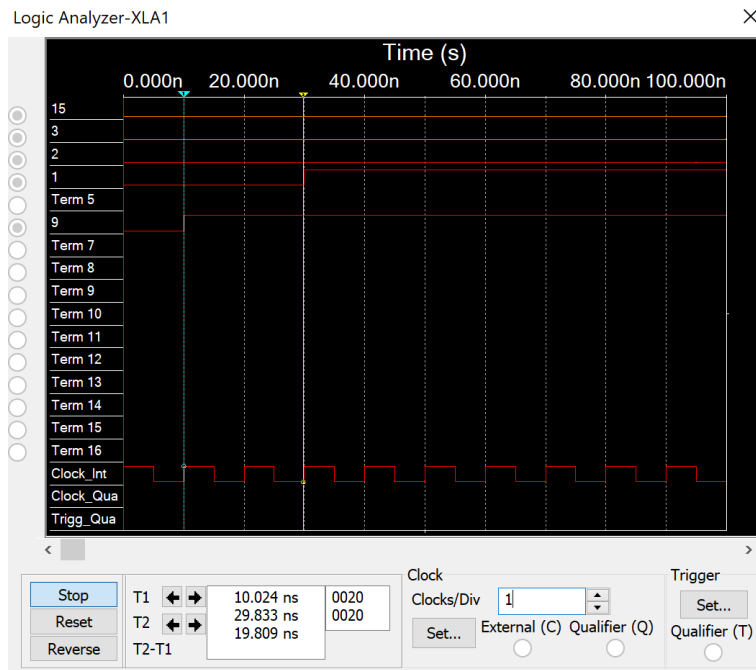 Logic Analyzer-XLA1
Time (s)
0.000n 20.000n 40.000n 60.000n 80.000n 100.000n
15
3
2
1
Term 5
9
Term 7
Term 8
Term 9
Term 10
Term 11
Term 12
Term 13
Term 14
Term 15
Term 16
Clock_Int
Clock_Qua
Trigg_Qua
Stop
Reset
Reverse
T1 10.024 ns 0020
T2 29.833 ns 0020
T2-T1 19.809 ns
Clock
Clocks/Div 1
Set... External (C) Qualifier (Q)
Trigger
Set...
Qualifier (T)